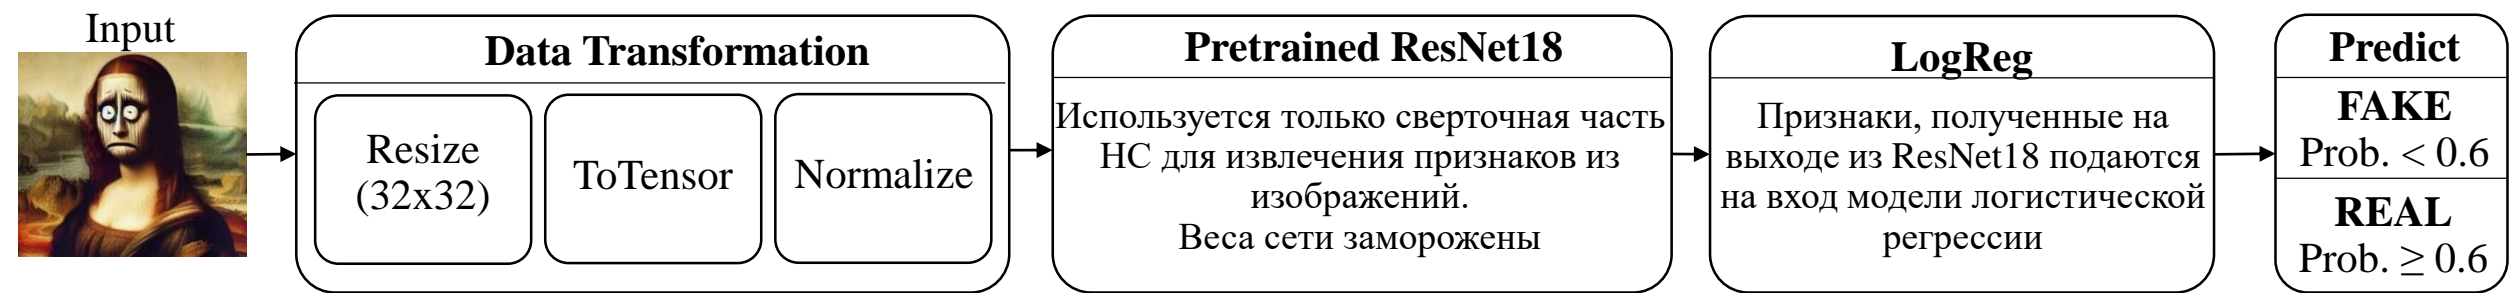 Input
Data Transformation
Resize
(32x32)
ToTensor
Normalize
Pretrained ResNet18
Используется только сверточная часть
НС для извлечения признаков из
изображений.
Веса сети заморожены
LogReg
Признаки, полученные на
выходе из ResNet18 подаются
на вход модели логистической
регрессии
Predict
FAKE
Prob. < 0.6
REAL
Prob. ≥ 0.6